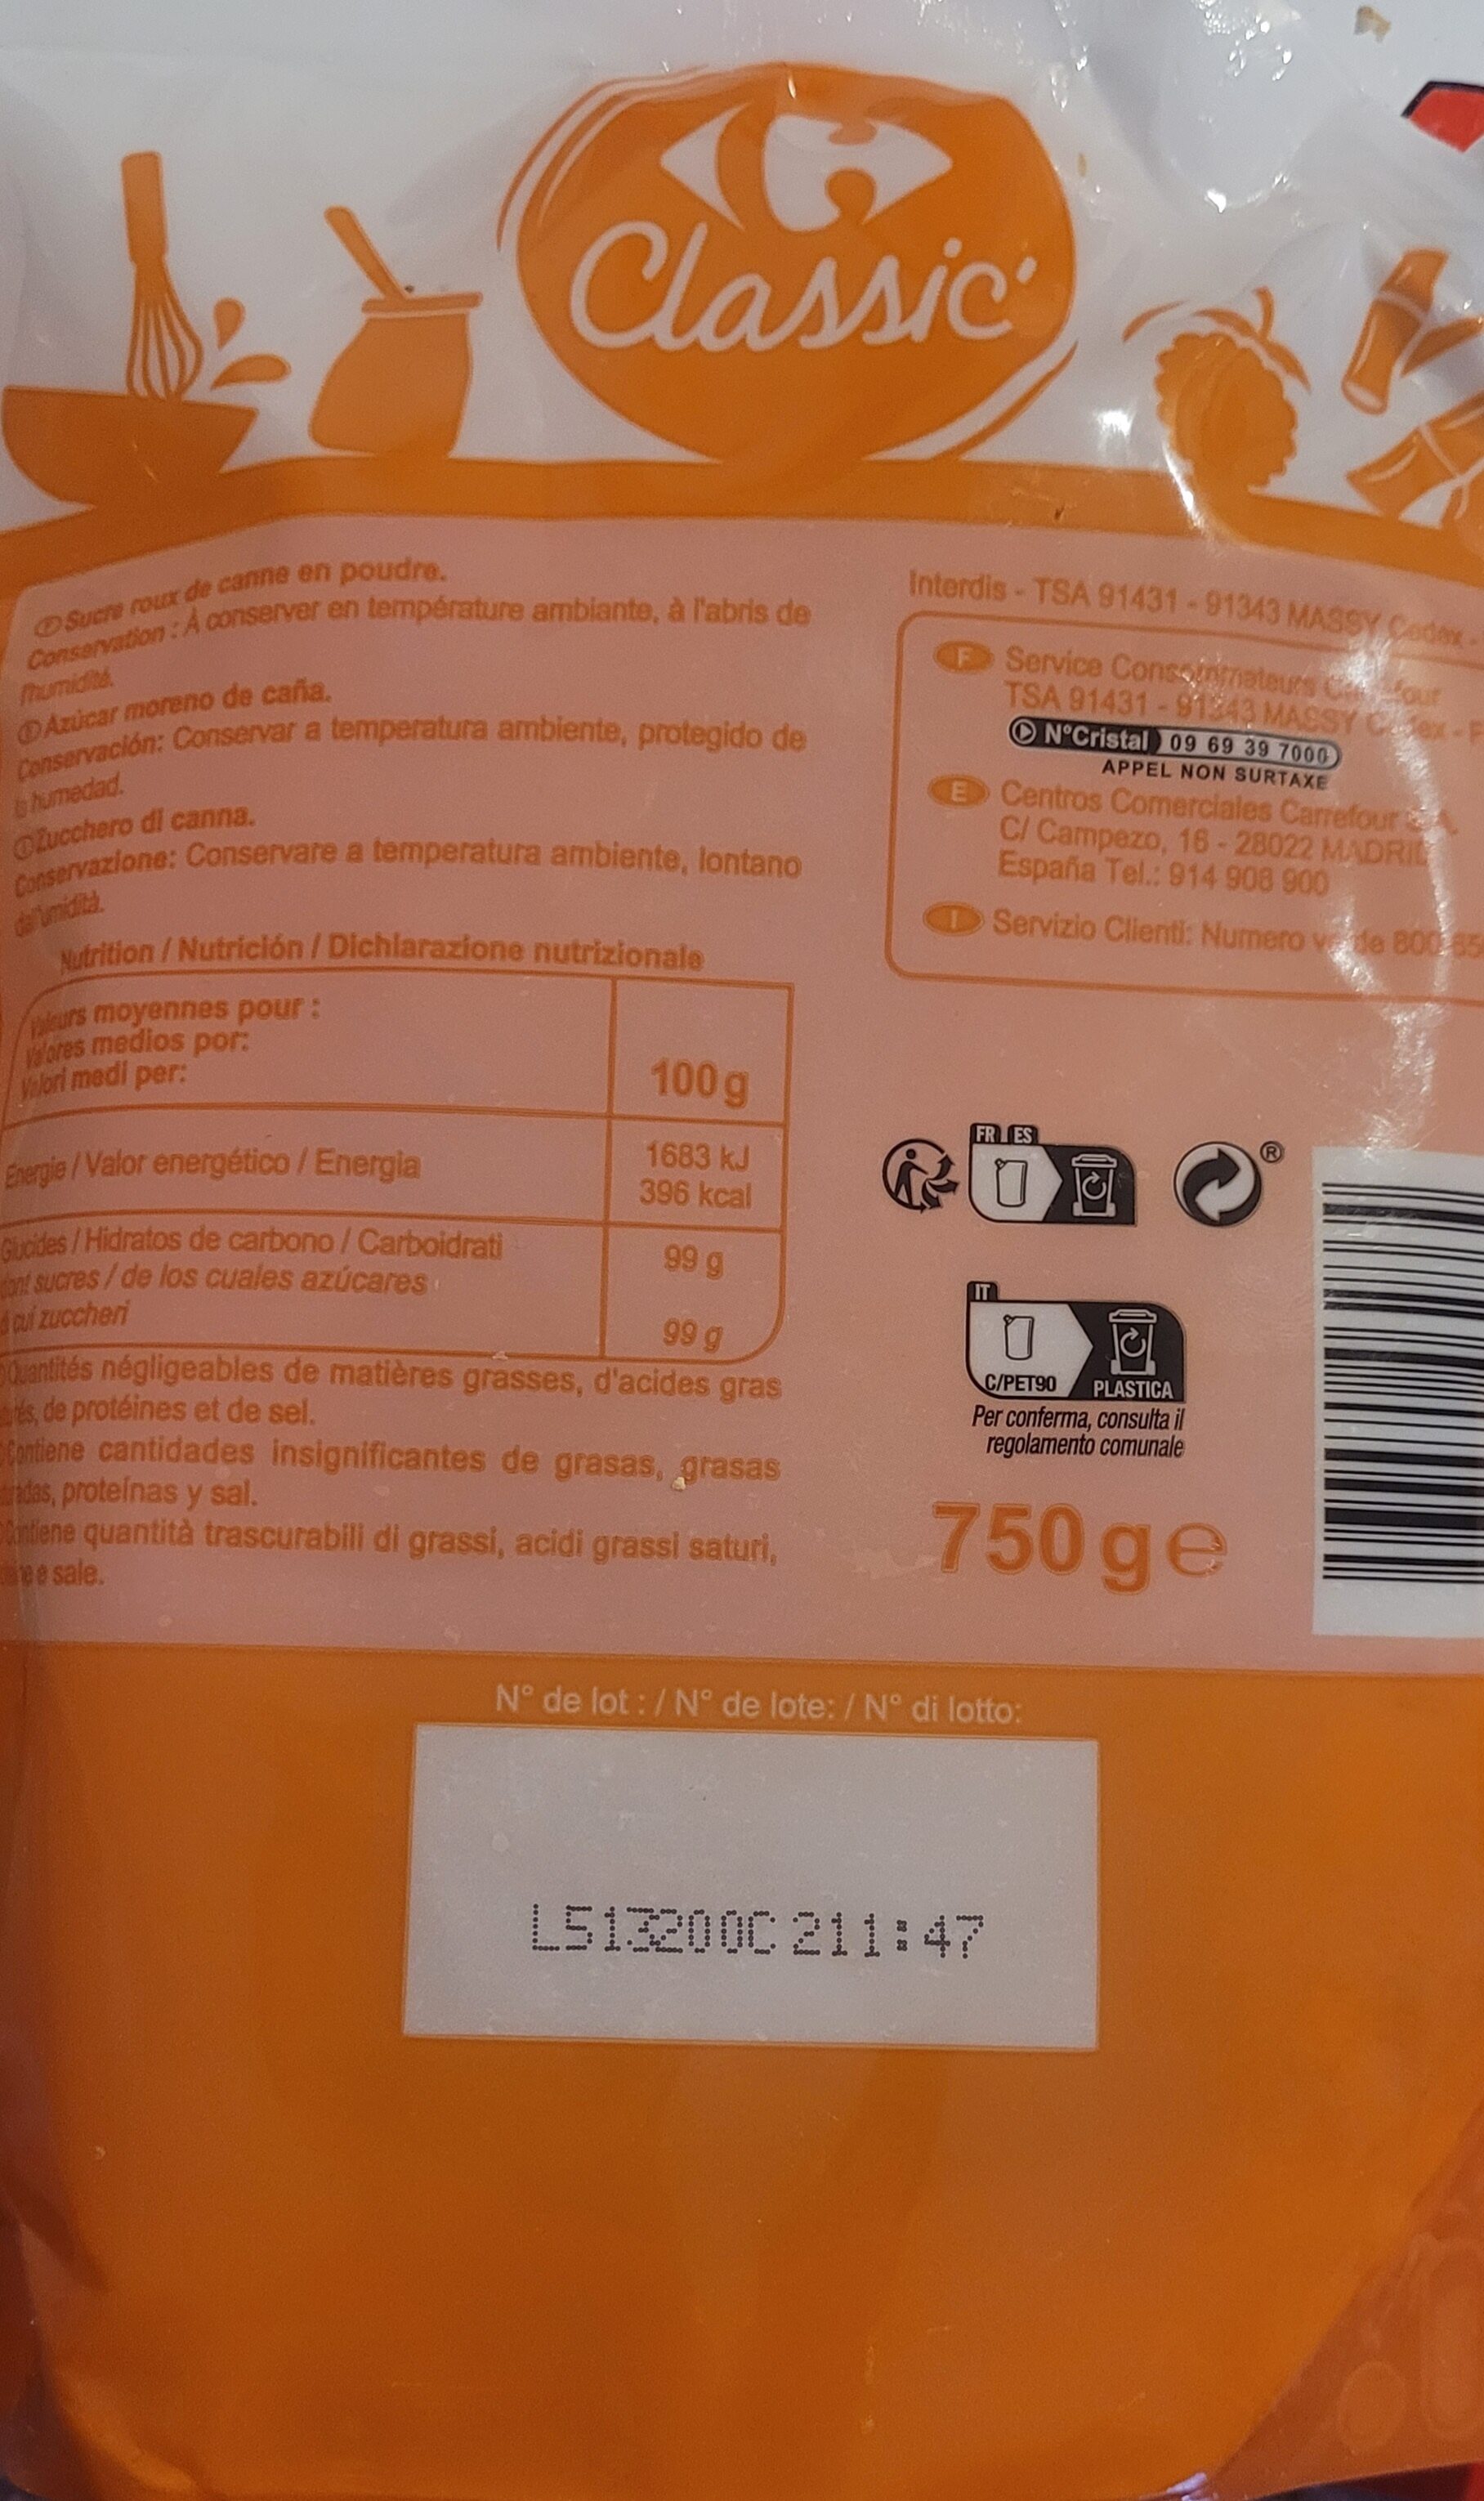 Classic'
F Sucre roux de canne en poudre.
Conservation : À conserver en température ambiante, à l'abris de
l'humidité.
E Azúcar moreno de caña.
Conservación: Conservar a temperatura ambiente, protegido de
la humedad.
I Zucchero di canna.
Conservazione: Conservare a temperatura ambiente, lontano
dall'umidità.
Nutrition / Nutrición / Dichiarazione nutrizionale
Valeurs moyennes pour :
Valores medios por:
Valori medi per:
100 g
Energie / Valor energético / Energia
1683 kJ
396 kcal
Glucides / Hidratos de carbono / Carboidrati
99 g
dont sucres / de los cuales azúcares
di cui zuccheri
99 g
Quantités négligeables de matières grasses, d'acides gras
de protéines et de sel.
Contiene cantidades insignificantes de grasas, grasas
proteínas y sal.
Contiene quantità trascurabili di grassi, acidi grassi saturi,
e sale.
Interdis - TSA 91431 - 91343 MASSY Cedex -
F Service Consommateurs
TSA 91431 - 91343 MASSY Cedex - F
N°Cristal 09 69 39 7000
APPEL NON SURTAXE
E Centros Comerciales Carrefour
C/ Campezo, 16 - 28022 MADRID
España Tel.: 914 908 900
I Servizio Clienti: Numero verde 800
FR ES
®
IT
C/PET90 PLASTICA
Per conferma, consulta il
regolamento comunale
750 g e
N° de lot : / N° de lote: / N° di lotto:
L513200C 211:47